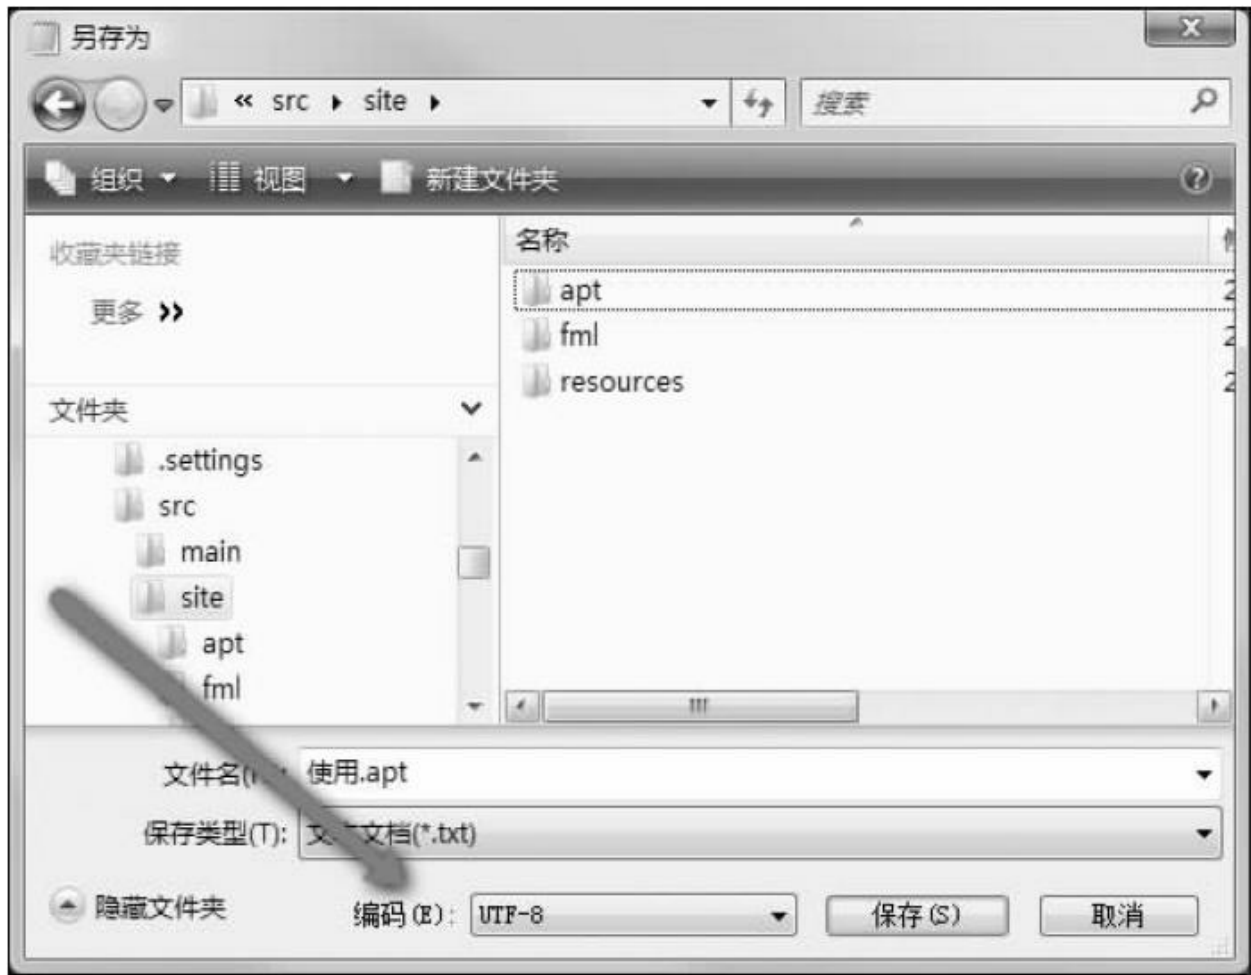 另存为
« src ▸ site ▸
搜索
组织 视图 新建文件夹
收藏夹链接
更多 »
名称
apt
fml
resources
文件夹
.settings
src
main
site
apt
fml
文件名 使用.apt
保存类型(T): 文档(*.txt)
隐藏文件夹
编码(E): UTF-8
保存(S)
取消